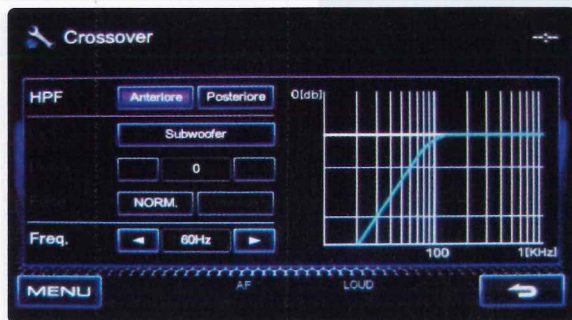 Crossover
--:--
HPF
Anteriore Posteriore
Subwoofer
0
NORM.
Freq.
◄ 60Hz ►
0[db]
100 1[KHz]
MENU
AF LOUD